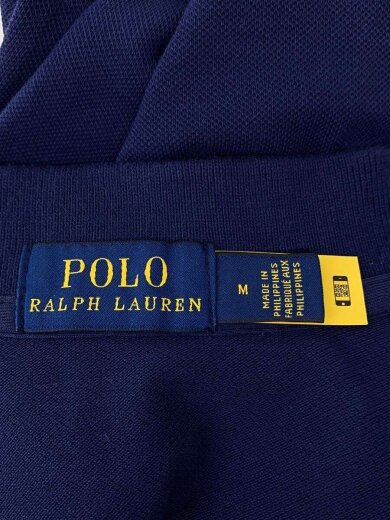 POLO
RALPH LAUREN
M
MADE IN
PHILIPPINES
FABRIQUÉ AUX
PHILIPPINES